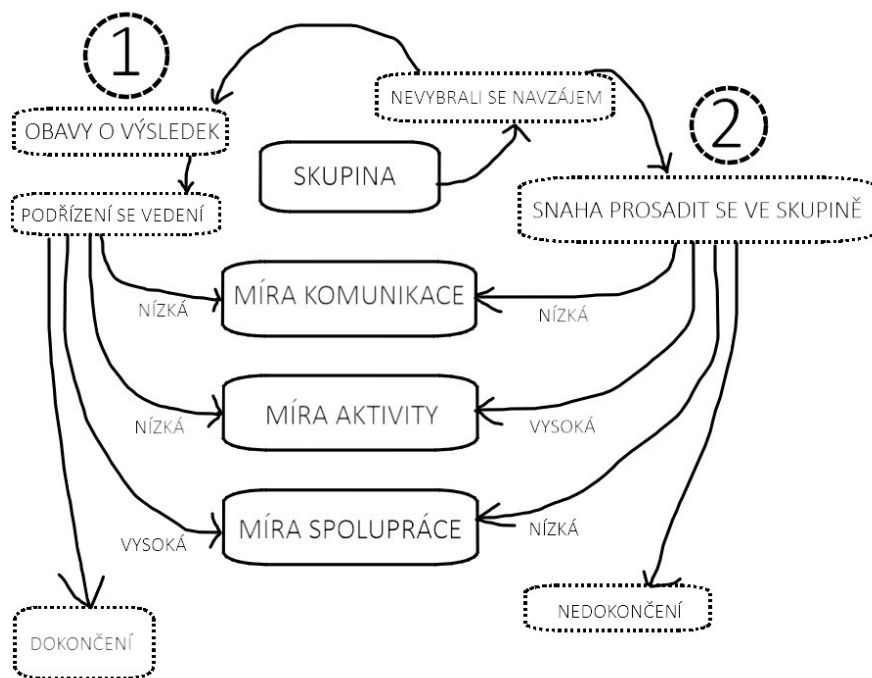 1
NEVYBRALI SE NAVZÁJEM
OBAVY O VÝSLEDEK
2
SKUPINA
PODŘÍZENÍ SE VEDENÍ
SNAHA PROSADIT SE VE SKUPINĚ
MÍRA KOMUNIKACE
NÍZKÁ
NÍZKÁ
MÍRA AKTIVITY
NÍZKÁ
VYSOKÁ
MÍRA SPOLUPRÁCE
VYSOKÁ
NÍZKÁ
NEDOKONČENÍ
DOKONČENÍ